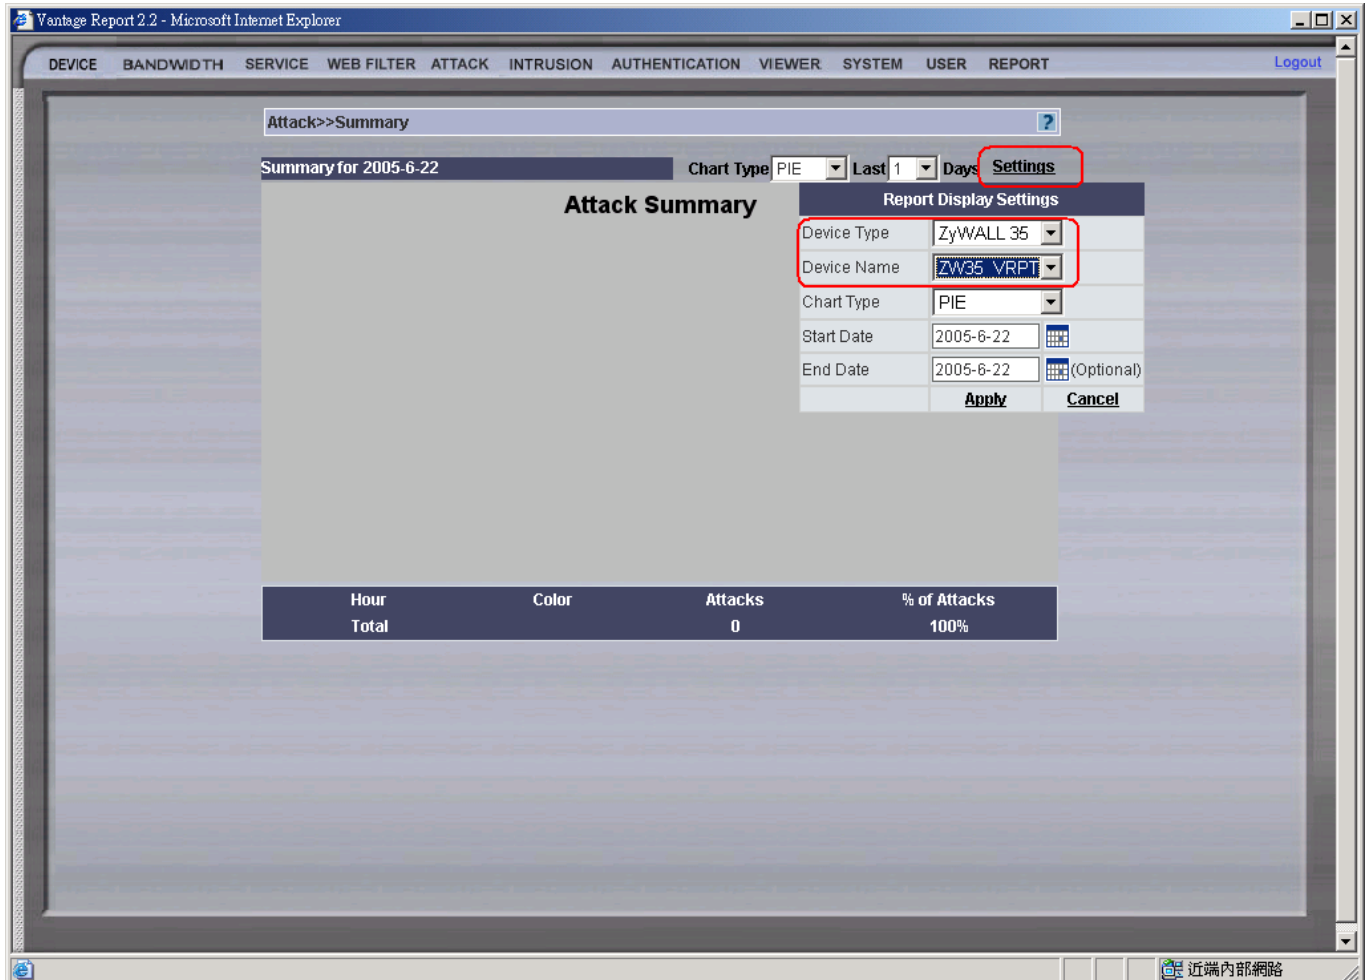 Vantage Report 2.2 - Microsoft Internet Explorer
DEVICE BANDWIDTH SERVICE WEB FILTER ATTACK INTRUSION AUTHENTICATION VIEWER SYSTEM USER REPORT Logout
Attack>>Summary ?
Summary for 2005-6-22 Chart Type PIE Last 1 Days Settings
Attack Summary
Report Display Settings
Device Type ZyWALL 35
Device Name ZW35_VRPT
Chart Type PIE
Start Date 2005-6-22
End Date 2005-6-22 (Optional)
Apply Cancel
Hour Color Attacks % of Attacks
Total 0 100%
近端內部網路